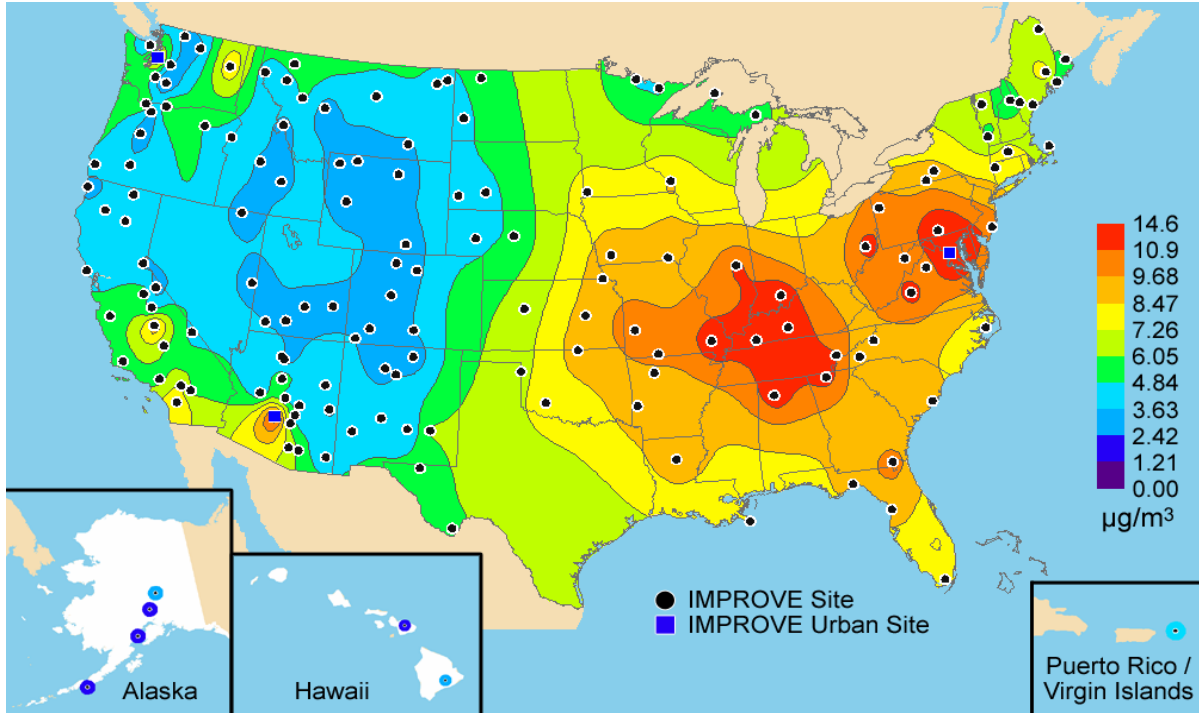 14.6
10.9
9.68
8.47
7.26
6.05
4.84
3.63
2.42
1.21
0.00
µg/m³
IMPROVE Site
IMPROVE Urban Site
Alaska
Hawaii
Puerto Rico /
Virgin Islands